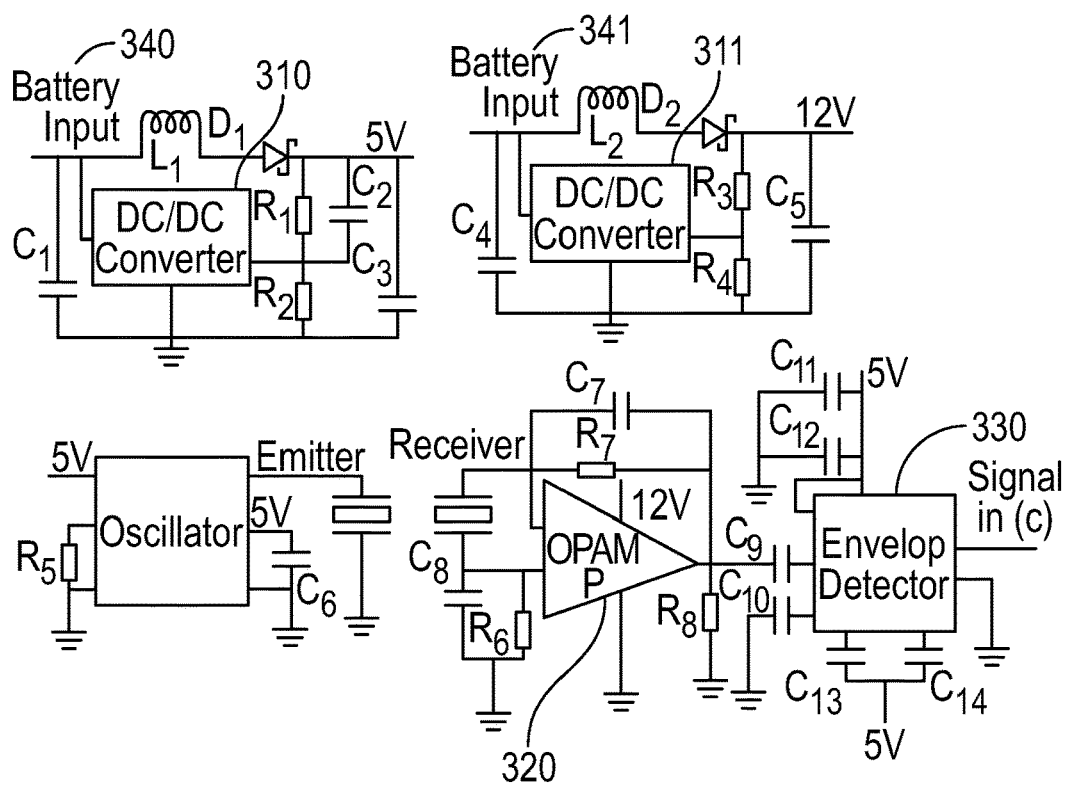 340
Battery
Input
310
L1
D1
5V
DC/DC
Converter
C1
R1
C2
R2
C3
341
Battery
Input
311
L2
D2
12V
DC/DC
Converter
C4
R3
C5
R4
5V
Oscillator
Emitter
5V
R5
C6
C7
R7
Receiver
12V
OPAM
P
C8
R6
R8
320
C11
5V
C12
330
Signal
in (c)
C9
C10
Envelop
Detector
C13
C14
5V